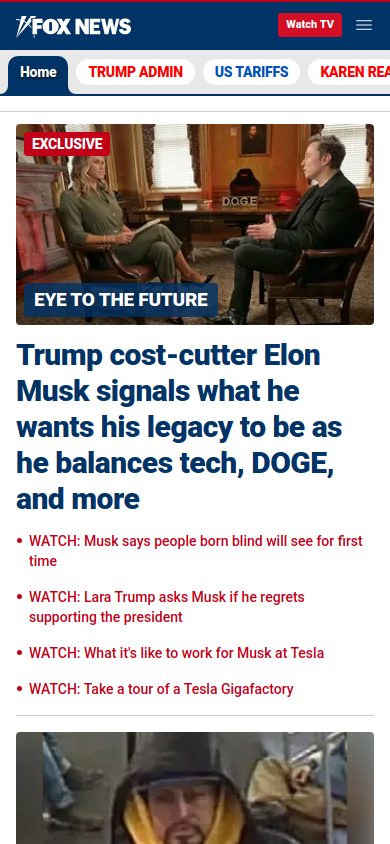 FOX NEWS
Watch TV
Home
TRUMP ADMIN
US TARIFFS
KAREN REA
EXCLUSIVE
DOGE
EYE TO THE FUTURE
Trump cost-cutter Elon
Musk signals what he
wants his legacy to be as
he balances tech, DOGE,
and more
WATCH: Musk says people born blind will see for first
time
WATCH: Lara Trump asks Musk if he regrets
supporting the president
WATCH: What it's like to work for Musk at Tesla
WATCH: Take a tour of a Tesla Gigafactory